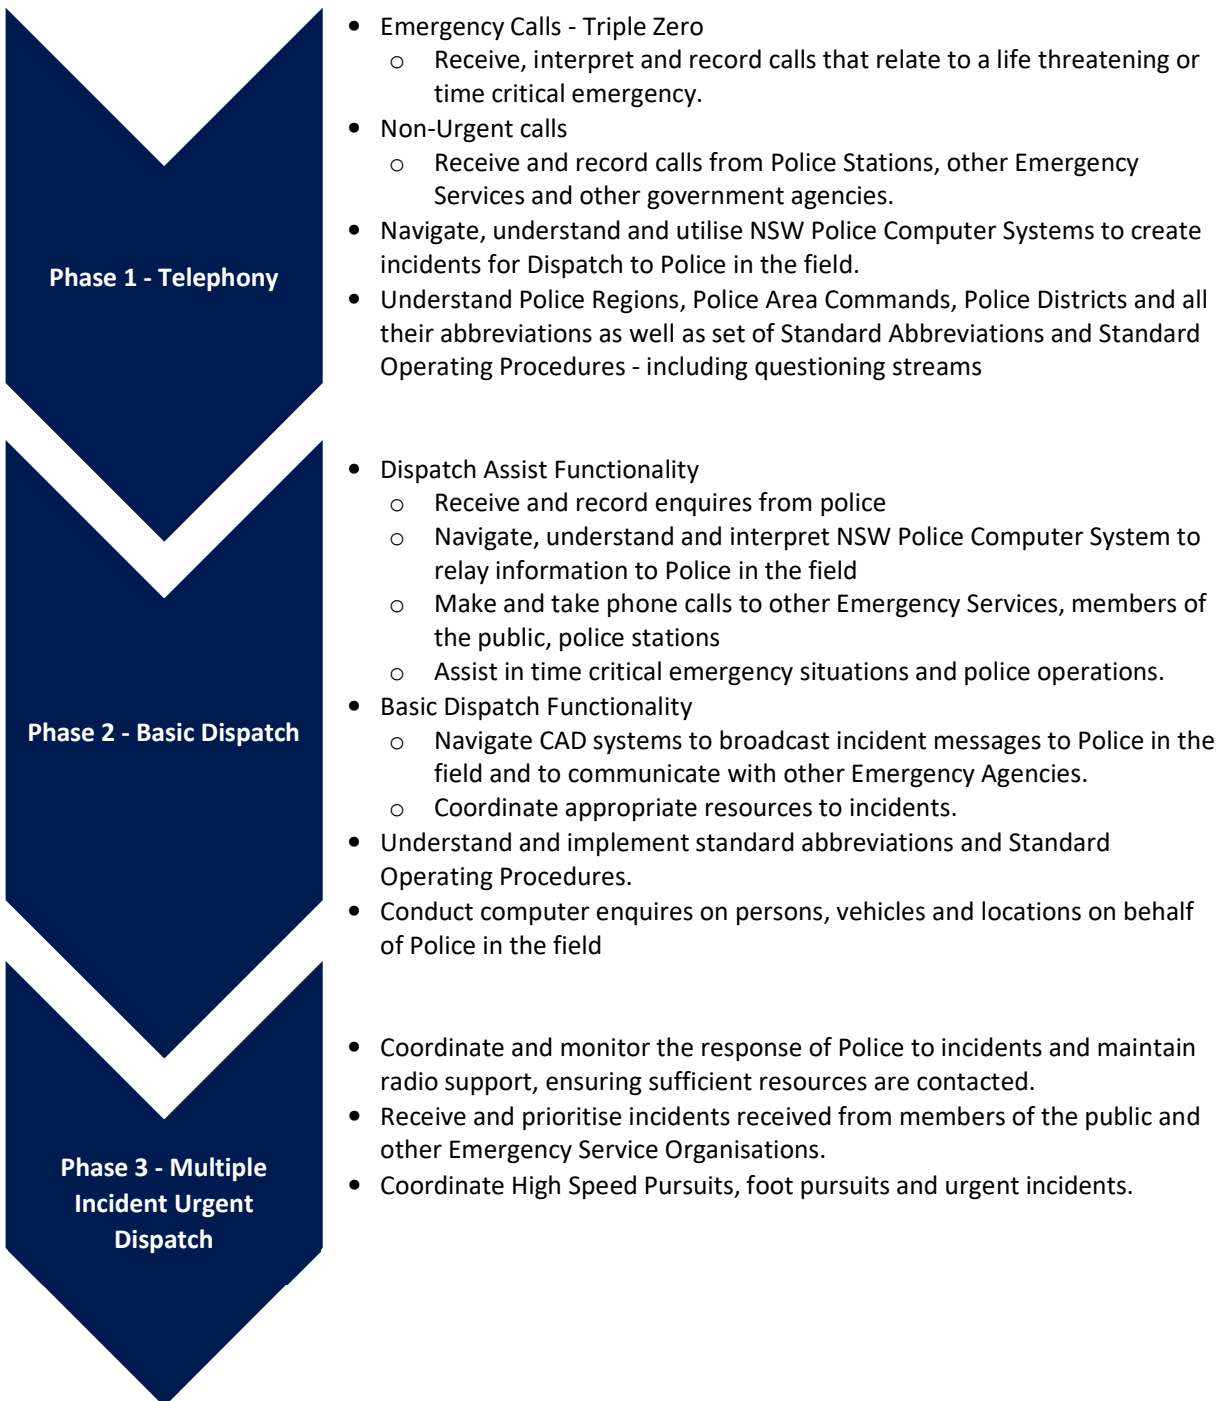 Phase 1 - Telephony
• Emergency Calls - Triple Zero
o Receive, interpret and record calls that relate to a life threatening or
time critical emergency.
• Non-Urgent calls
o Receive and record calls from Police Stations, other Emergency
Services and other government agencies.
• Navigate, understand and utilise NSW Police Computer Systems to create
incidents for Dispatch to Police in the field.
• Understand Police Regions, Police Area Commands, Police Districts and all
their abbreviations as well as set of Standard Abbreviations and Standard
Operating Procedures - including questioning streams
Phase 2 - Basic Dispatch
• Dispatch Assist Functionality
o Receive and record enquires from police
o Navigate, understand and interpret NSW Police Computer System to
relay information to Police in the field
o Make and take phone calls to other Emergency Services, members of
the public, police stations
o Assist in time critical emergency situations and police operations.
• Basic Dispatch Functionality
o Navigate CAD systems to broadcast incident messages to Police in the
field and to communicate with other Emergency Agencies.
o Coordinate appropriate resources to incidents.
• Understand and implement standard abbreviations and Standard
Operating Procedures.
• Conduct computer enquires on persons, vehicles and locations on behalf
of Police in the field
Phase 3 - Multiple
Incident Urgent
Dispatch
• Coordinate and monitor the response of Police to incidents and maintain
radio support, ensuring sufficient resources are contacted.
• Receive and prioritise incidents received from members of the public and
other Emergency Service Organisations.
• Coordinate High Speed Pursuits, foot pursuits and urgent incidents.